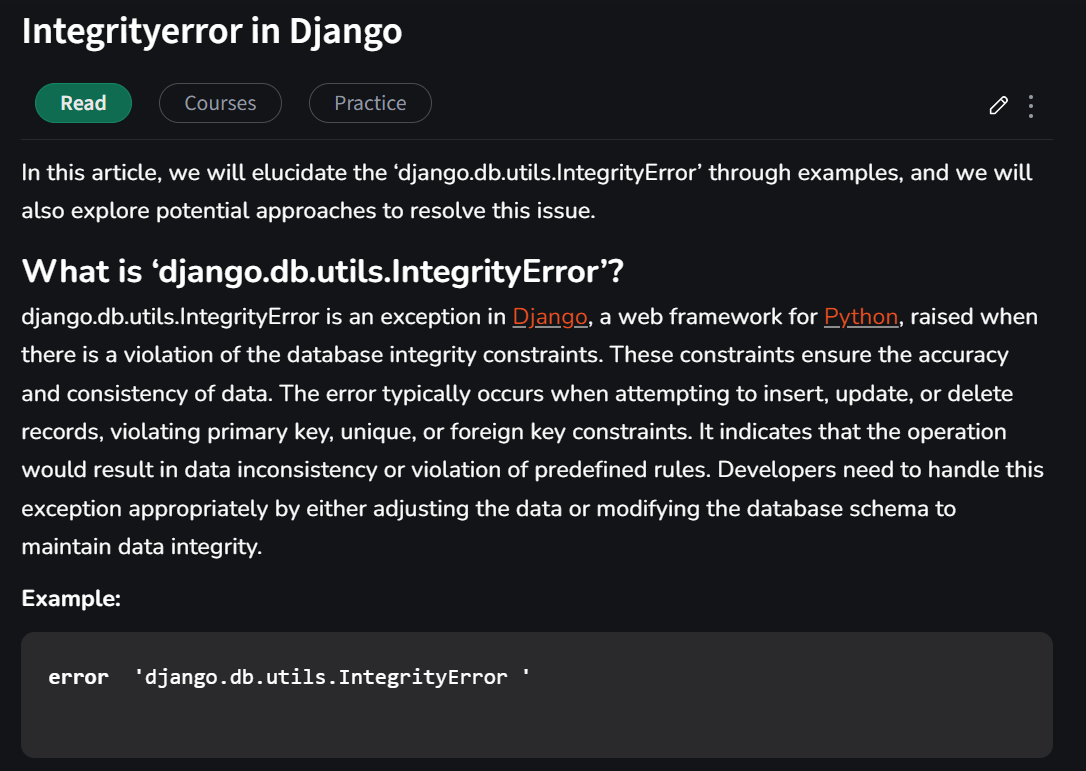 Integrityerror in Django
Read
Courses
Practice
In this article, we will elucidate the ‘django.db.utils.IntegrityError’ through examples, and we will
also explore potential approaches to resolve this issue.
What is ‘django.db.utils.IntegrityError’?
django.db.utils.IntegrityError is an exception in Django, a web framework for Python, raised when
there is a violation of the database integrity constraints. These constraints ensure the accuracy
and consistency of data. The error typically occurs when attempting to insert, update, or delete
records, violating primary key, unique, or foreign key constraints. It indicates that the operation
would result in data inconsistency or violation of predefined rules. Developers need to handle this
exception appropriately by either adjusting the data or modifying the database schema to
maintain data integrity.
Example:
error  'django.db.utils.IntegrityError '